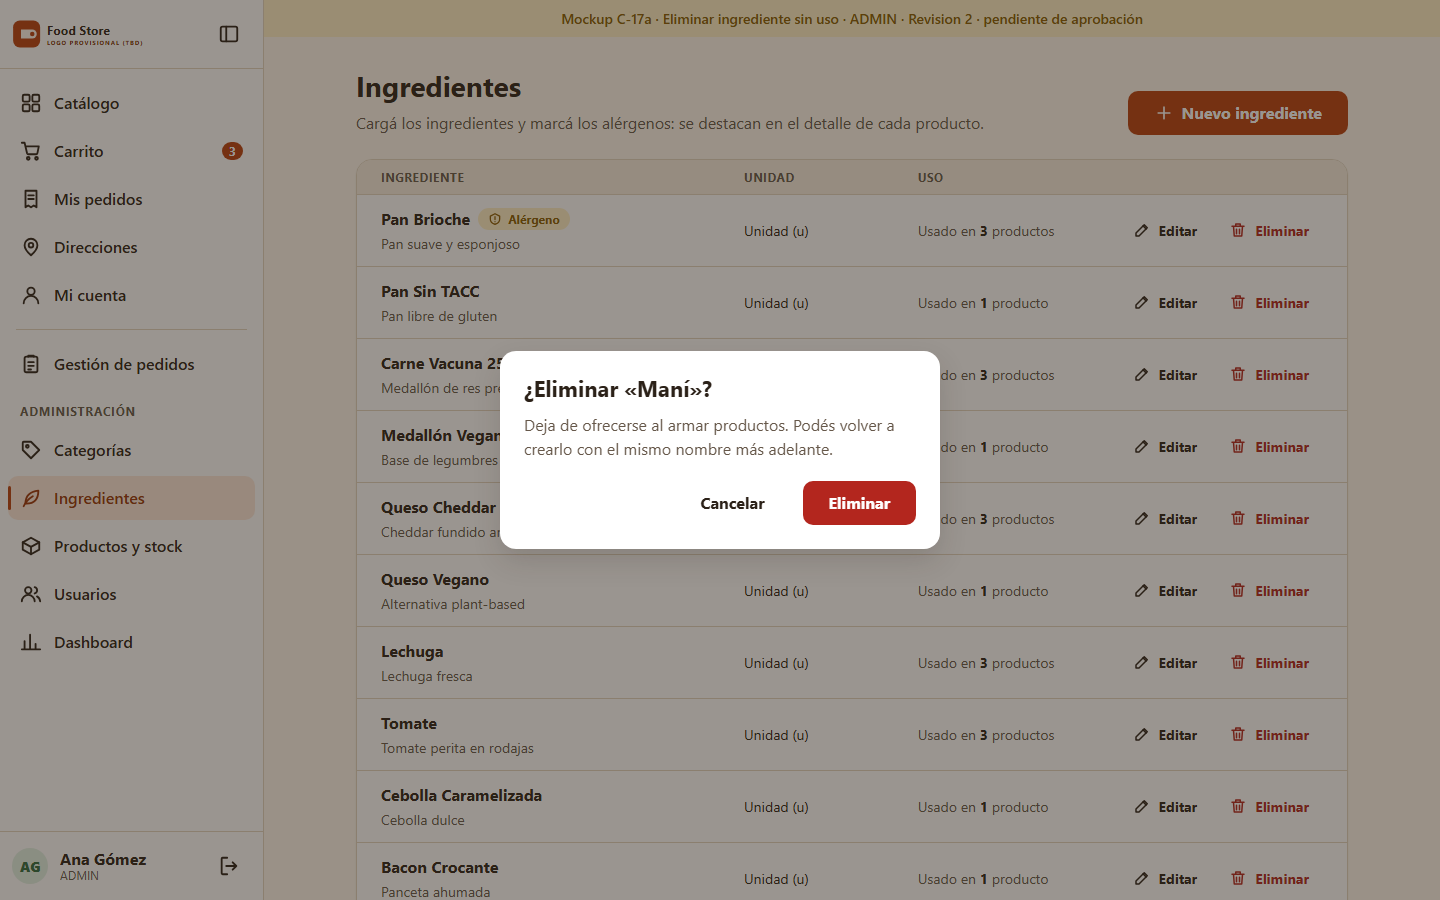 Mockup C-17a · Eliminar ingrediente sin uso · ADMIN · Revision 2 · pendiente de aprobación
Food Store
LOGO PROVISIONAL (TBD)
Catálogo
Carrito 3
Mis pedidos
Direcciones
Mi cuenta
Gestión de pedidos
ADMINISTRACIÓN
Categorías
Ingredientes
Productos y stock
Usuarios
Dashboard
AG
Ana Gómez
ADMIN
Ingredientes
Cargá los ingredientes y marcá los alérgenos: se destacan en el detalle de cada producto.
Nuevo ingrediente
INGREDIENTE UNIDAD USO
Pan Brioche Alérgeno
Pan suave y esponjoso
Unidad (u) Usado en 3 productos Editar Eliminar
Pan Sin TACC
Pan libre de gluten
Unidad (u) Usado en 1 producto Editar Eliminar
Carne Vacuna
Medallón de res
3 productos Editar Eliminar
Medallón
Base de legumbres
1 producto Editar Eliminar
Queso Cheddar
Cheddar fundido
3 productos Editar Eliminar
Queso Vegano
Alternativa plant-based
Unidad (u) Usado en 1 producto Editar Eliminar
Lechuga
Lechuga fresca
Unidad (u) Usado en 3 productos Editar Eliminar
Tomate
Tomate perita en rodajas
Unidad (u) Usado en 3 productos Editar Eliminar
Cebolla Caramelizada
Cebolla dulce
Unidad (u) Usado en 1 producto Editar Eliminar
Bacon Crocante
Panceta ahumada
Unidad (u) Usado en 1 producto Editar Eliminar
¿Eliminar «Maní»?
Deja de ofrecerse al armar productos. Podés volver a
crearlo con el mismo nombre más adelante.
Cancelar Eliminar